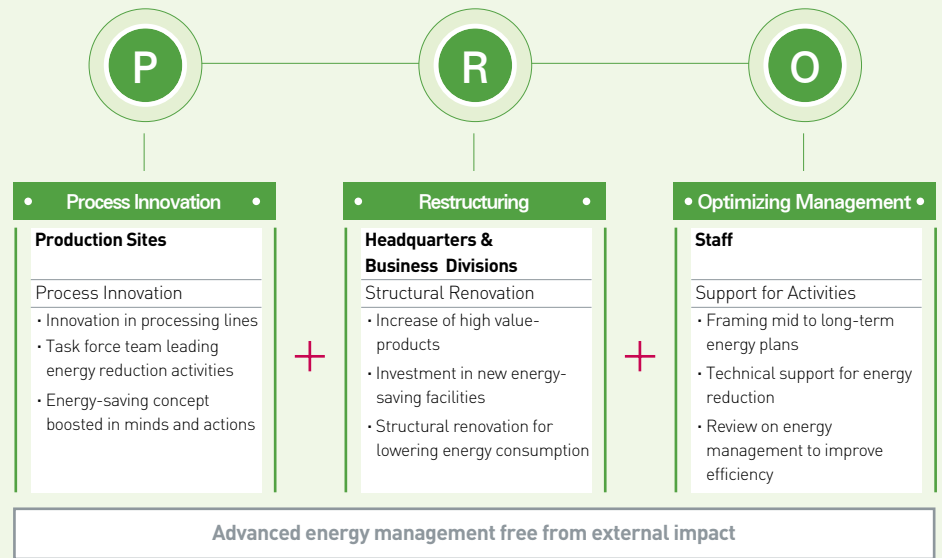 P
R
O
Process Innovation
Production Sites
Process Innovation
· Innovation in processing lines
· Task force team leading
energy reduction activities
· Energy-saving concept
boosted in minds and actions
+
Restructuring
Headquarters &
Business Divisions
Structural Renovation
· Increase of high value-
products
· Investment in new energy-
saving facilities
· Structural renovation for
lowering energy consumption
+
Optimizing Management
Staff
Support for Activities
· Framing mid to long-term
energy plans
· Technical support for energy
reduction
· Review on energy
management to improve
efficiency
Advanced energy management free from external impact